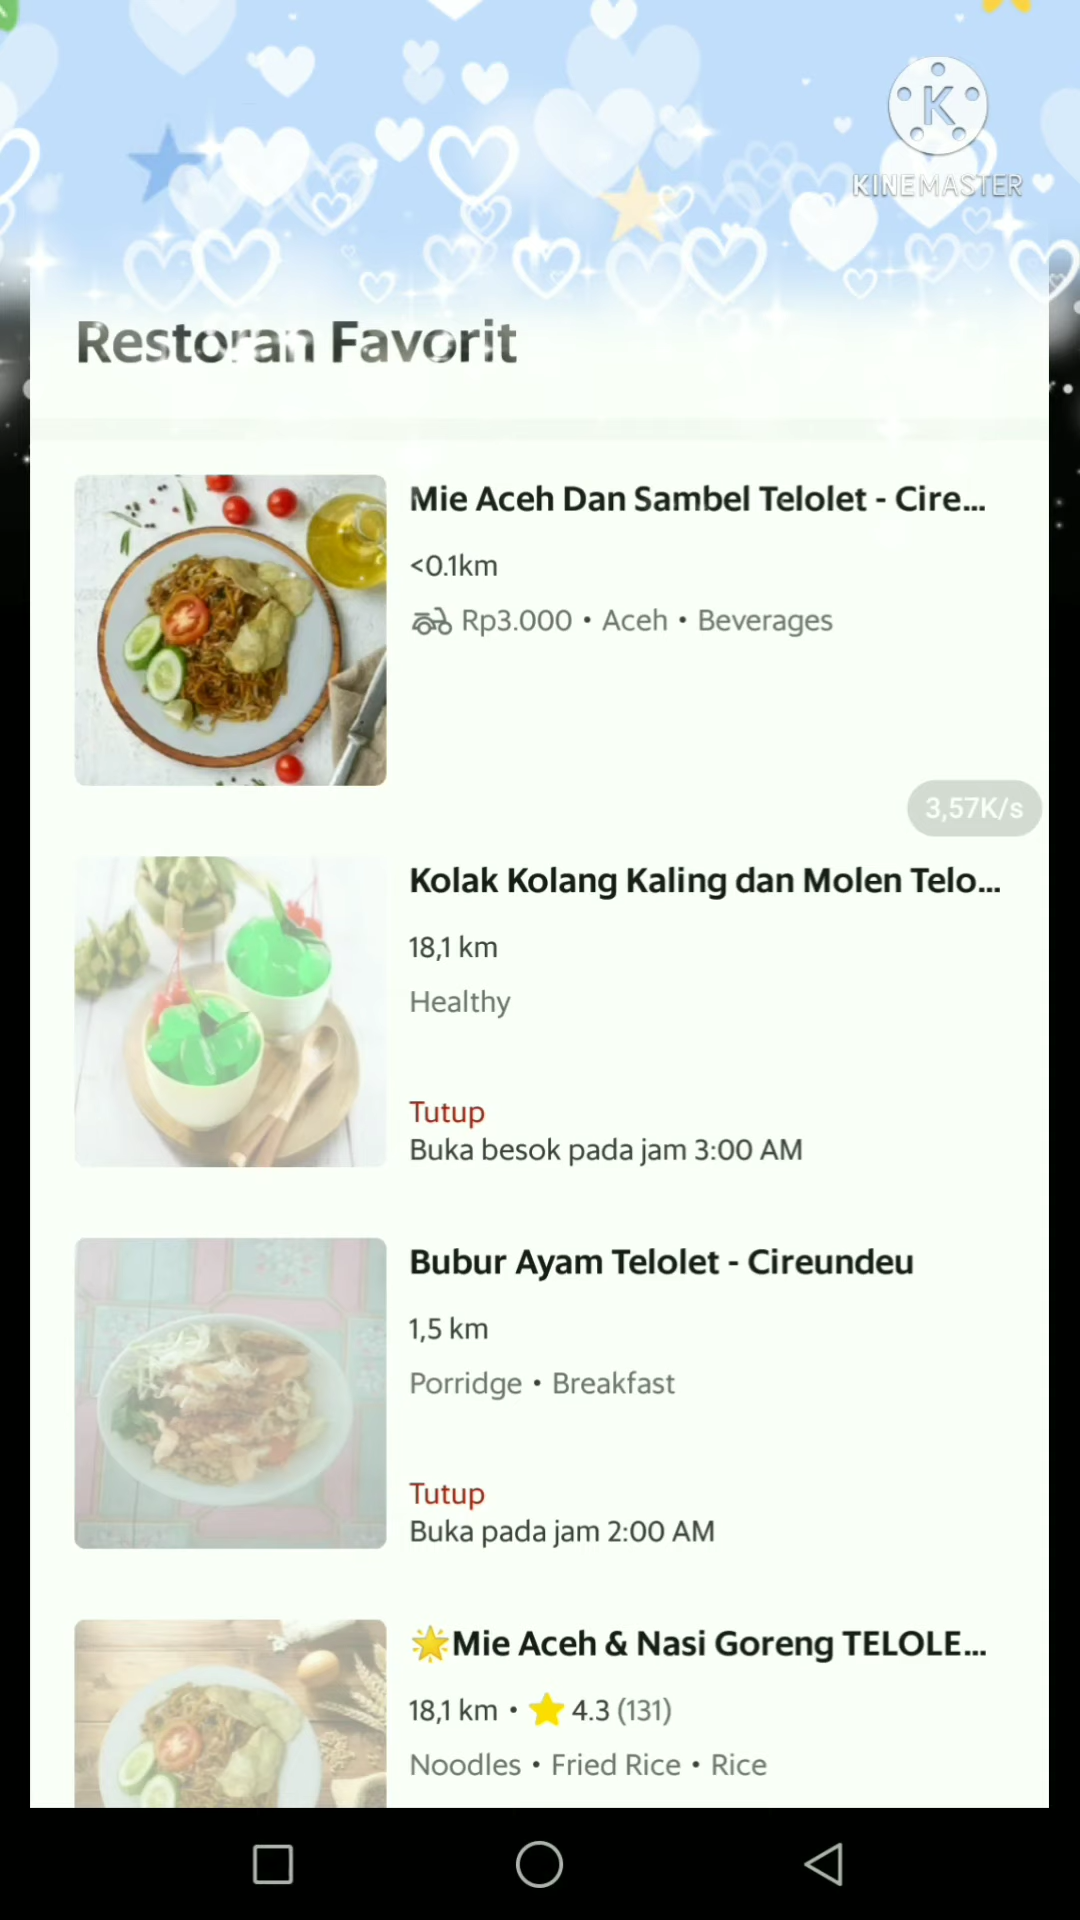 K
KINEMASTER
Restoran Favorit
Mie Aceh Dan Sambel Telolet - Cire...
<0.1km
Rp3.000 • Aceh • Beverages
3,57K/s
Kolak Kolang Kaling dan Molen Telo...
18,1 km
Healthy
Tutup
Buka besok pada jam 3:00 AM
Bubur Ayam Telolet - Cireundeu
1,5 km
Porridge • Breakfast
Tutup
Buka pada jam 2:00 AM
🌟Mie Aceh & Nasi Goreng TELOLE...
18,1 km • ⭐ 4.3 (131)
Noodles • Fried Rice • Rice